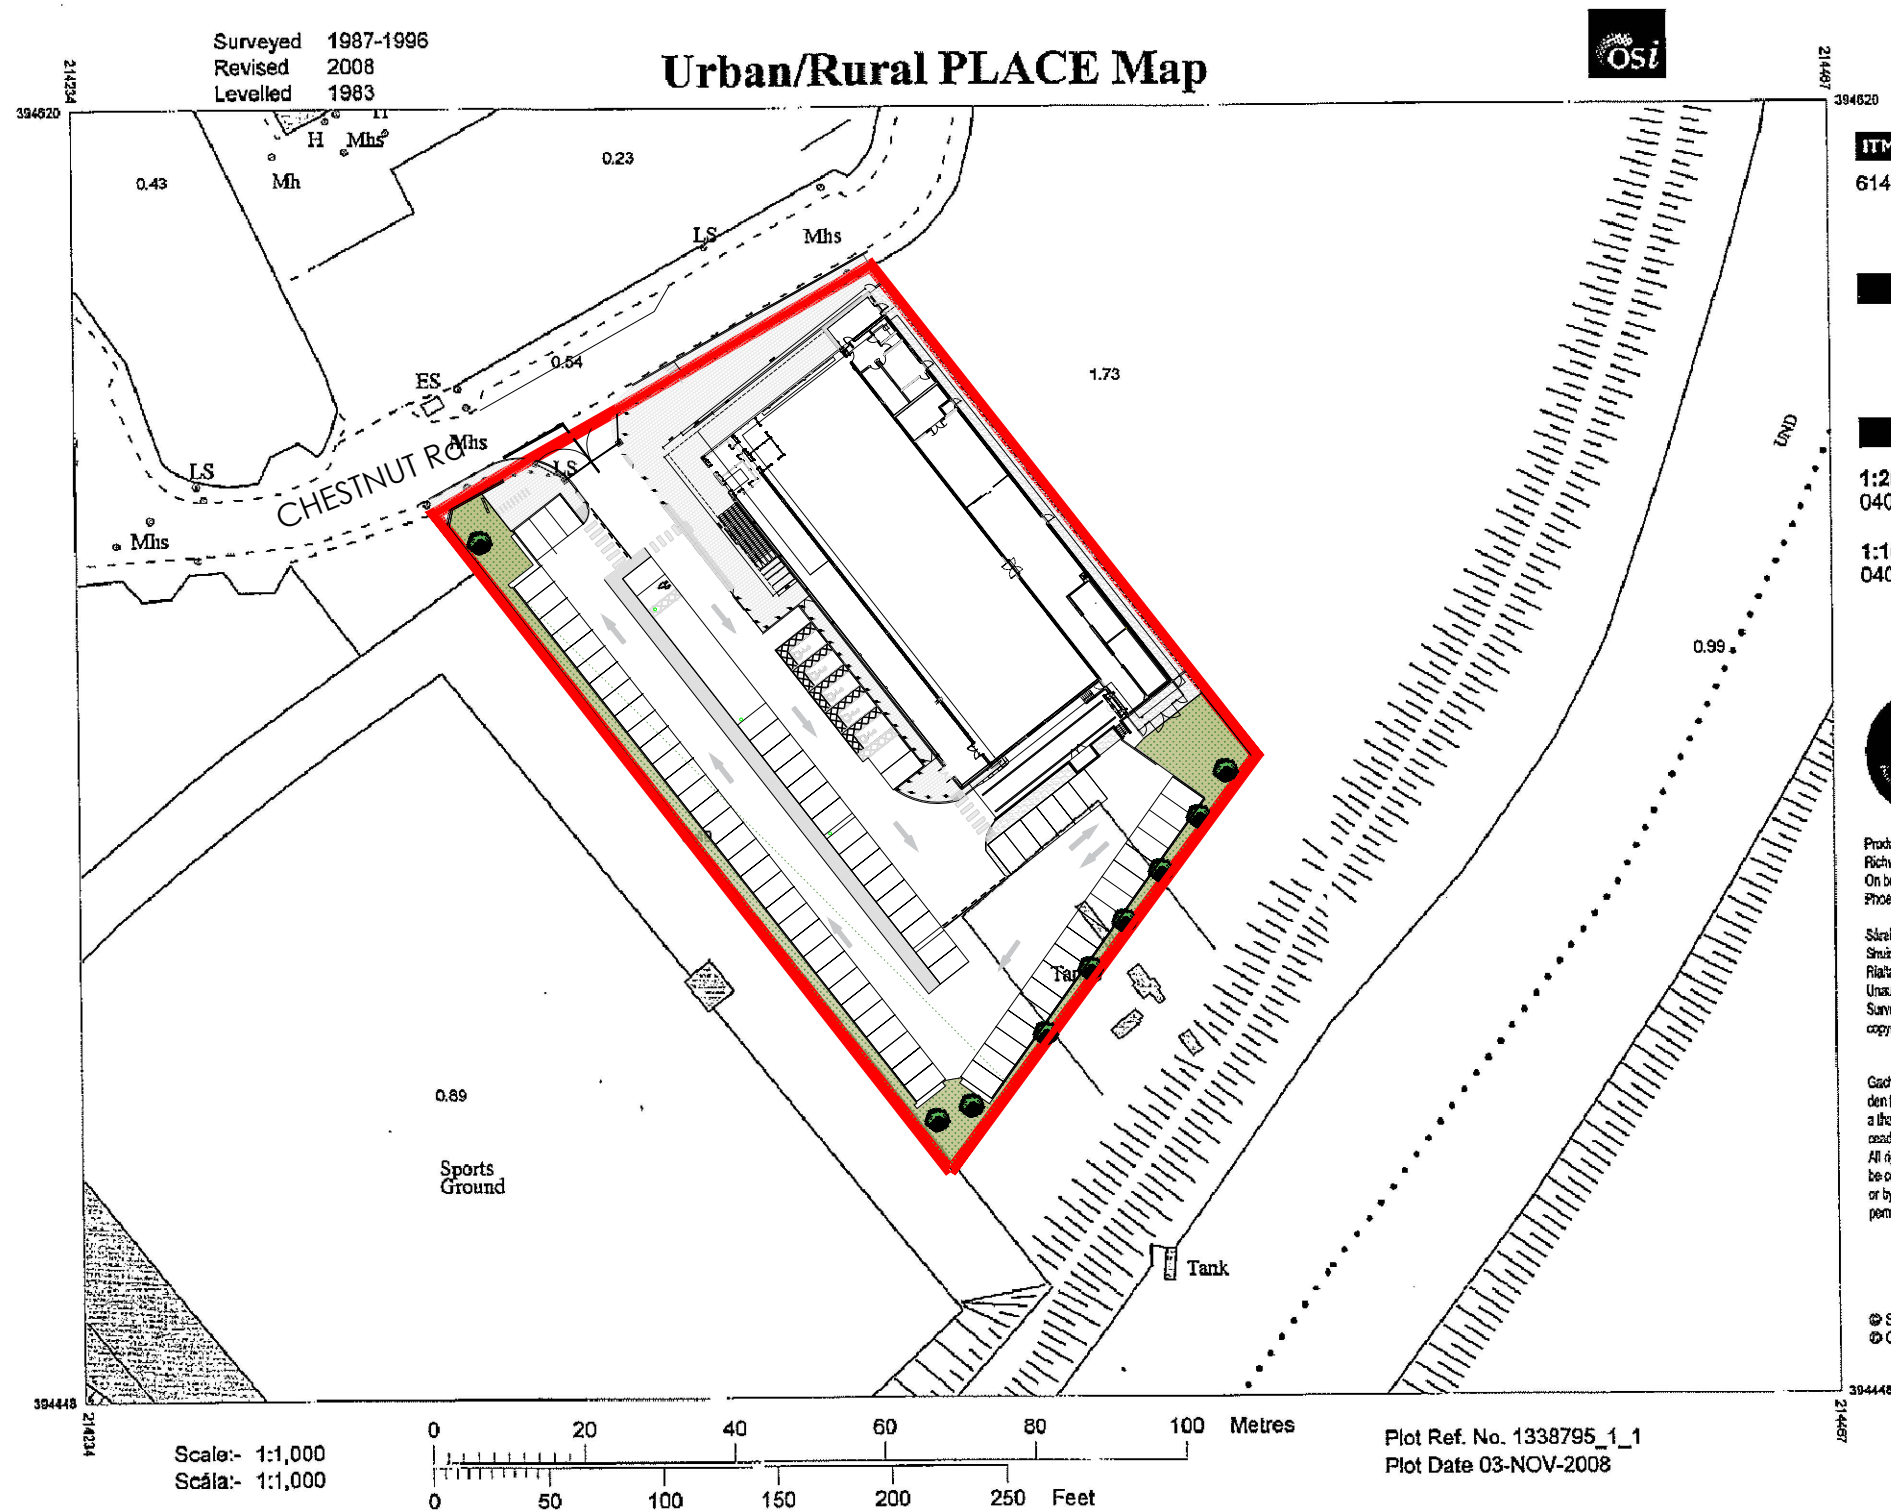 Surveyed 1987-1996
Revised 2008
Levelled 1983
Urban/Rural PLACE Map
osi
214234
214467
394620
394620
ITM
614
H
Mhs
Mh
0.43
0.23
LS
Mhs
0.54
ES
Mhs
1.73
UND
LS
LS
CHESTNUT RD
Mhs
1:2
040
1:1
040
0.99
Tank
0.89
Sports
Ground
Tank
394448
394448
214234
214467
Scale:- 1:1,000
Scála:- 1:1,000
0 20 40 60 80 100 Metres
0 50 100 150 200 250 Feet
Plot Ref. No. 1338795_1_1
Plot Date 03-NOV-2008